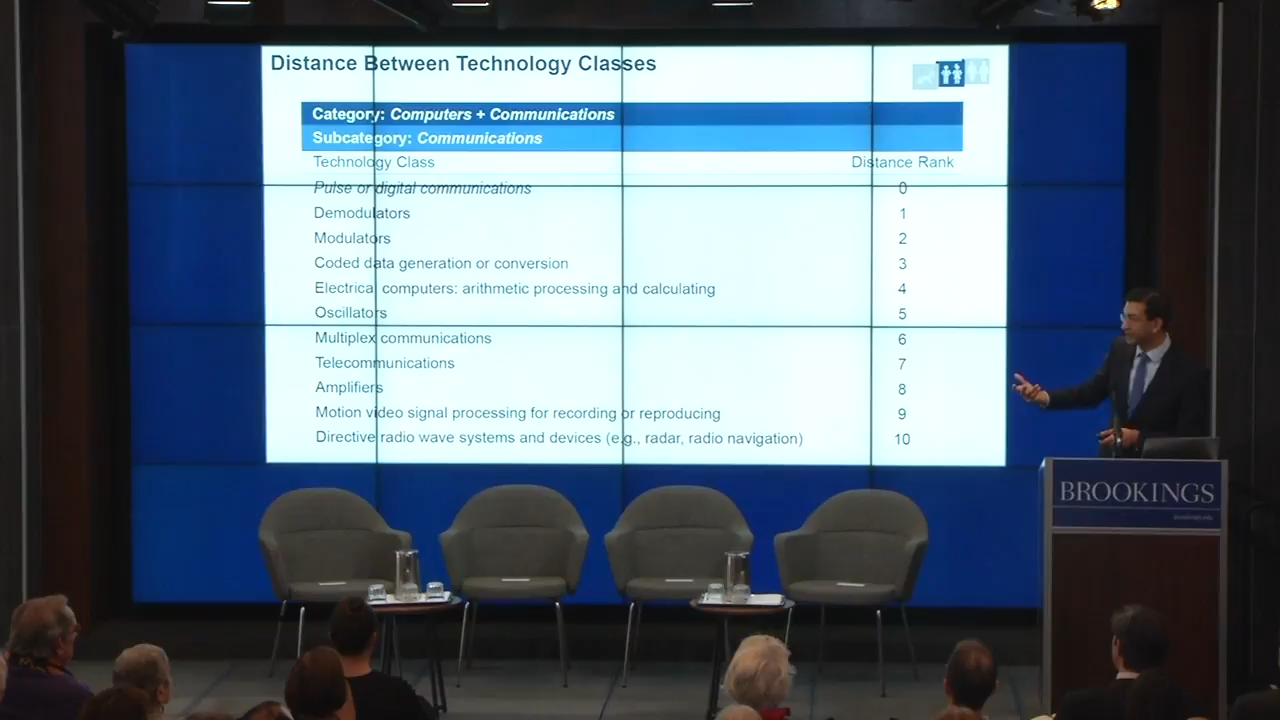 Distance Between Technology Classes
Category: Computers + Communications
Subcategory: Communications
Technology Class Distance Rank
Pulse or digital communications 0
Demodulators 1
Modulators 2
Coded data generation or conversion 3
Electrical computers: arithmetic processing and calculating 4
Oscillators 5
Multiplex communications 6
Telecommunications 7
Amplifiers 8
Motion video signal processing for recording or reproducing 9
Directive radio wave systems and devices (e.g., radar, radio navigation) 10
BROOKINGS